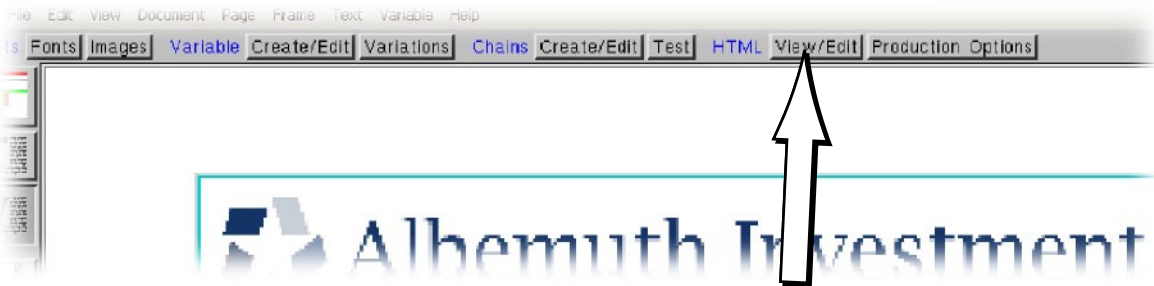 File Edit View Document Page Frame Text Variable Help
ts Fonts Images Variable Create/Edit Variations Chains Create/Edit Test HTML View/Edit Production Options
Albemuth Investment